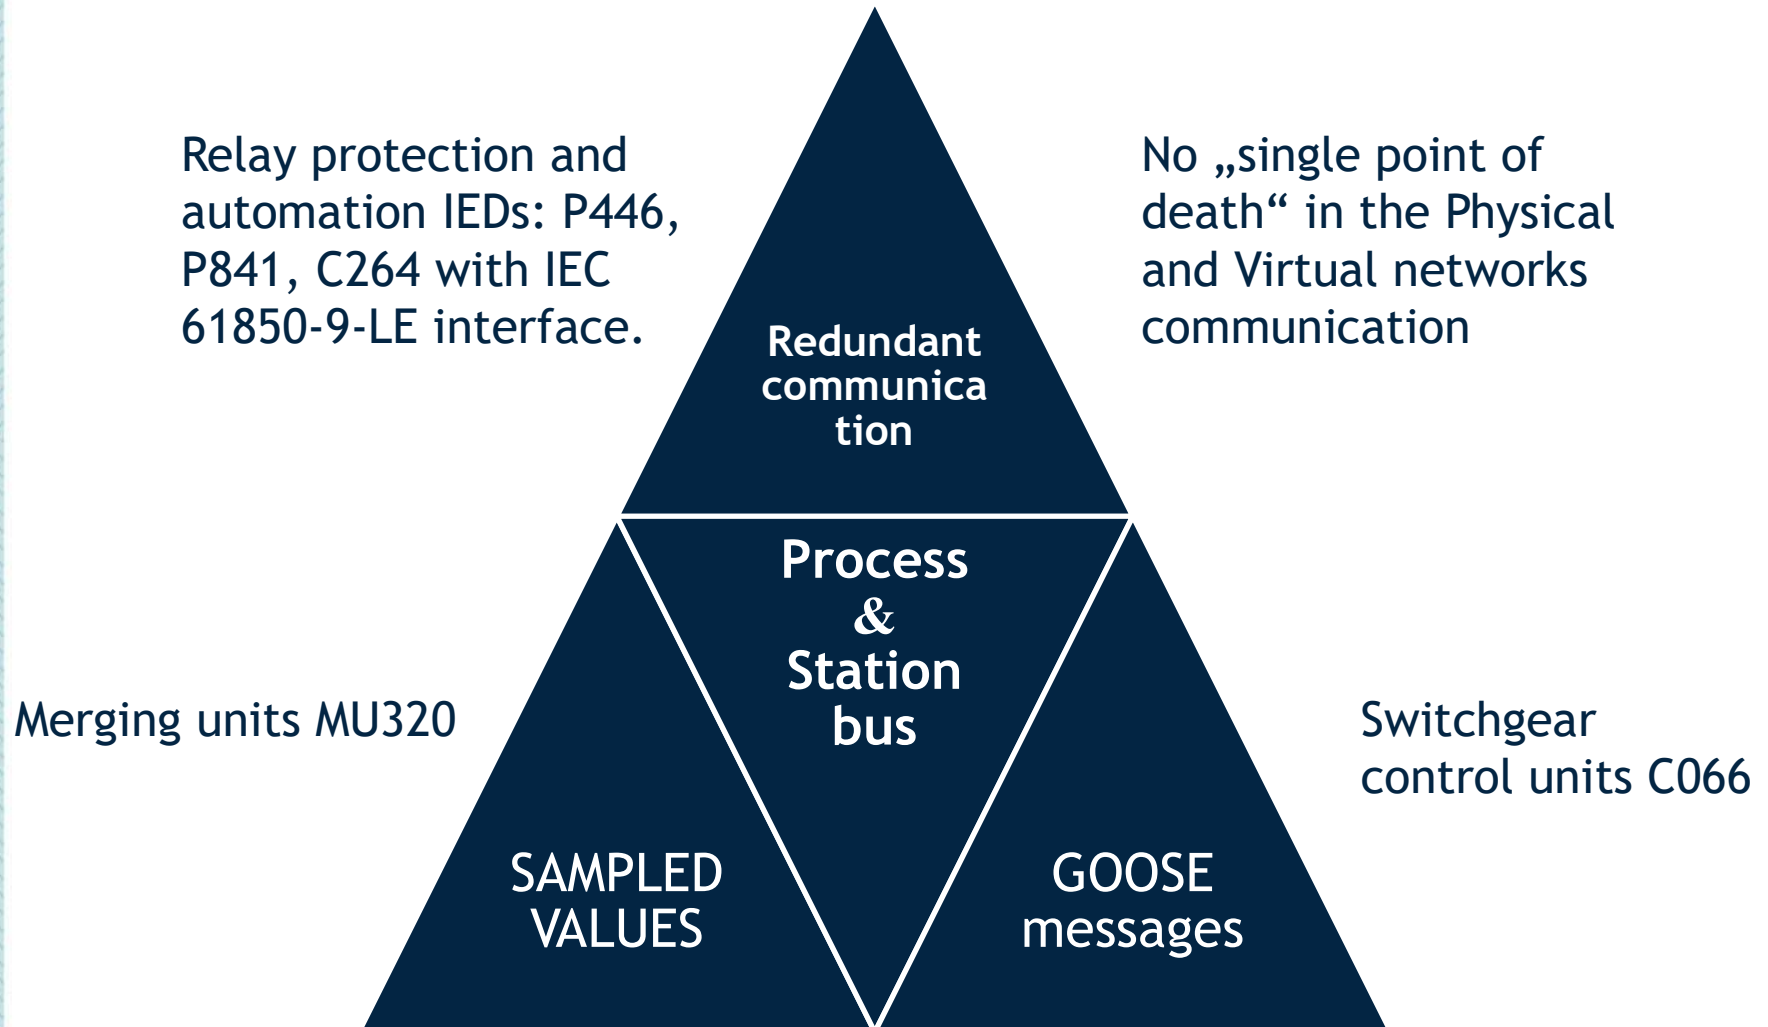 Relay protection and
automation IEDs: P446,
P841, C264 with IEC
61850-9-LE interface.
No „single point of
death“ in the Physical
and Virtual networks
communication
Redundant
communica
tion
Process
&
Station
bus
Merging units MU320
Switchgear
control units C066
SAMPLED
VALUES
GOOSE
messages